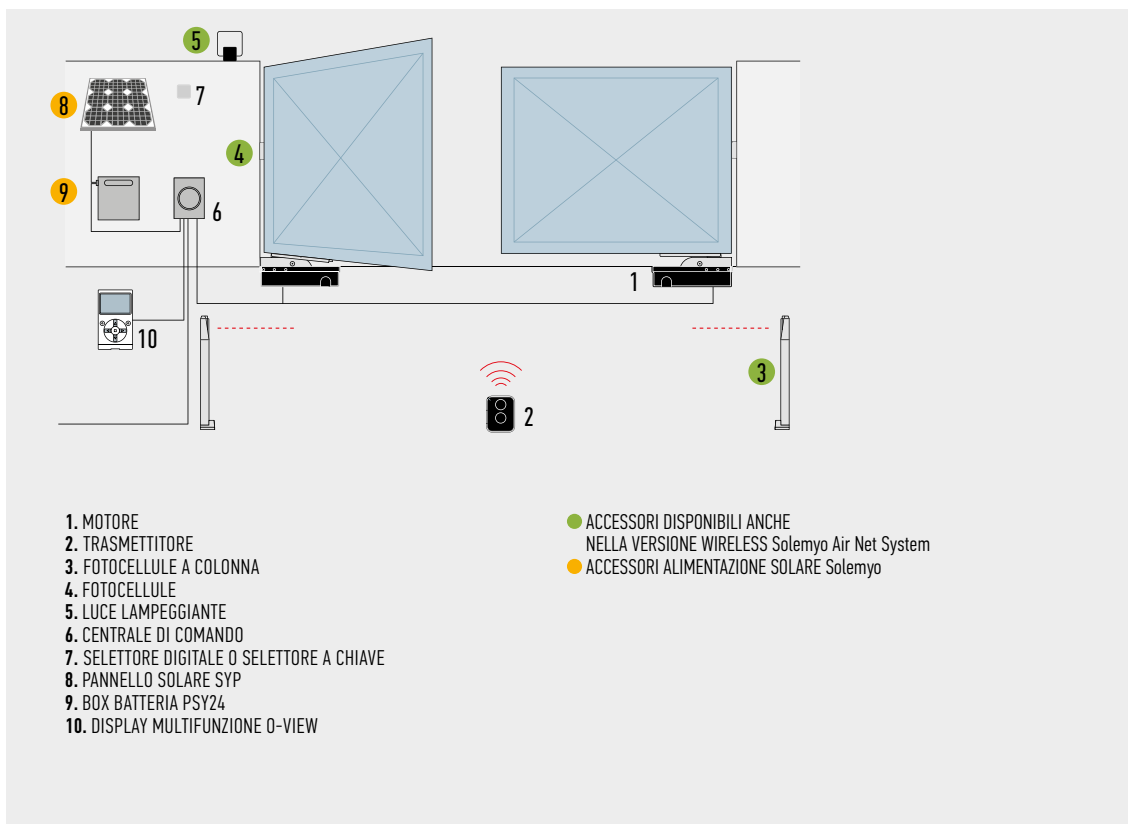 5
8
7
4
9
6
1
10
3
2
1. MOTORE
2. TRASMETTITORE
3. FOTOCELLULE A COLONNA
4. FOTOCELLULE
5. LUCE LAMPEGGIANTE
6. CENTRALE DI COMANDO
7. SELETTORE DIGITALE O SELETTORE A CHIAVE
8. PANNELLO SOLARE SYP
9. BOX BATTERIA PSY24
10. DISPLAY MULTIFUNZIONE O-VIEW
ACCESSORI DISPONIBILI ANCHE
NELLA VERSIONE WIRELESS Solemyo Air Net System
ACCESSORI ALIMENTAZIONE SOLARE Solemyo